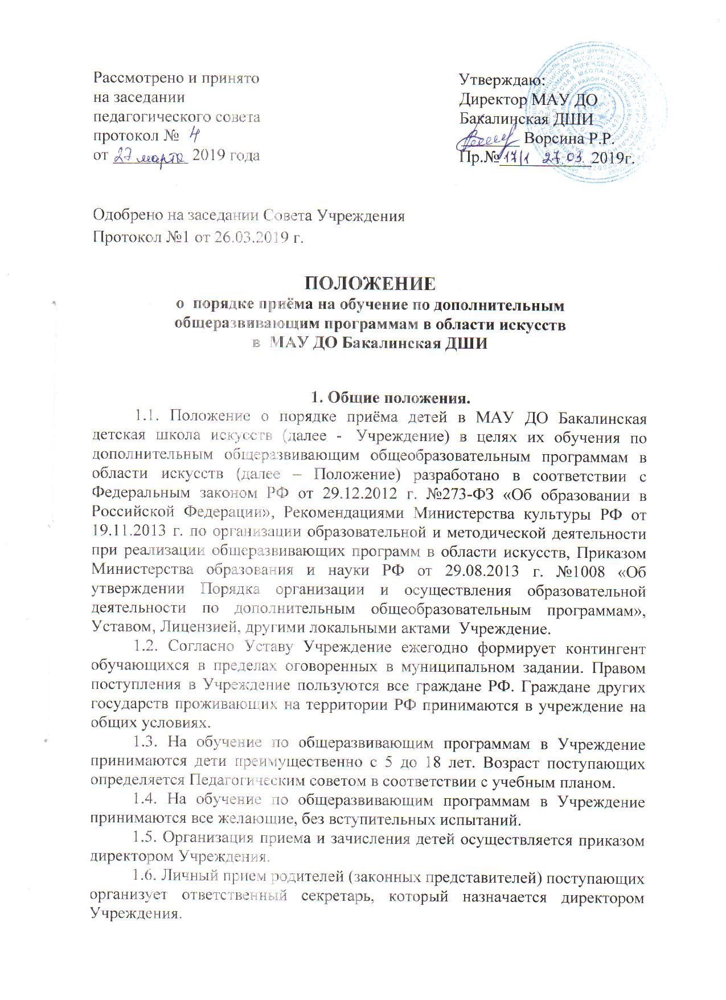 Рассмотрено и принято
на заседании
педагогического совета
протокол № 4
от 27 марта 2019 года
Утверждаю:
Директор МАУ ДО
Бакалинская ДШИ
Ворсина Р.Р.
Пр.№ 17/1 27.03. 2019г.
Одобрено на заседании Совета Учреждения
Протокол №1 от 26.03.2019 г.
ПОЛОЖЕНИЕ
о порядке приёма на обучение по дополнительным
общеразвивающим программам в области искусств
в МАУ ДО Бакалинская ДШИ
1. Общие положения.
1.1. Положение о порядке приёма детей в МАУ ДО Бакалинская
детская школа искусств (далее - Учреждение) в целях их обучения по
дополнительным общеразвивающим общеобразовательным программам в
области искусств (далее – Положение) разработано в соответствии с
Федеральным законом РФ от 29.12.2012 г. №273-ФЗ «Об образовании в
Российской Федерации», Рекомендациями Министерства культуры РФ от
19.11.2013 г. по организации образовательной и методической деятельности
при реализации общеразвивающих программ в области искусств, Приказом
Министерства образования и науки РФ от 29.08.2013 г. №1008 «Об
утверждении Порядка организации и осуществления образовательной
деятельности по дополнительным общеобразовательным программам»,
Уставом, Лицензией, другими локальными актами Учреждение.
1.2. Согласно Уставу Учреждение ежегодно формирует контингент
обучающихся в пределах оговоренных в муниципальном задании. Правом
поступления в Учреждение пользуются все граждане РФ. Граждане других
государств проживающих на территории РФ принимаются в учреждение на
общих условиях.
1.3. На обучение по общеразвивающим программам в Учреждение
принимаются дети преимущественно с 5 до 18 лет. Возраст поступающих
определяется Педагогическим советом в соответствии с учебным планом.
1.4. На обучение по общеразвивающим программам в Учреждение
принимаются все желающие, без вступительных испытаний.
1.5. Организация приема и зачисления детей осуществляется приказом
директором Учреждения.
1.6. Личный прием родителей (законных представителей) поступающих
организует ответственный секретарь, который назначается директором
Учреждения.